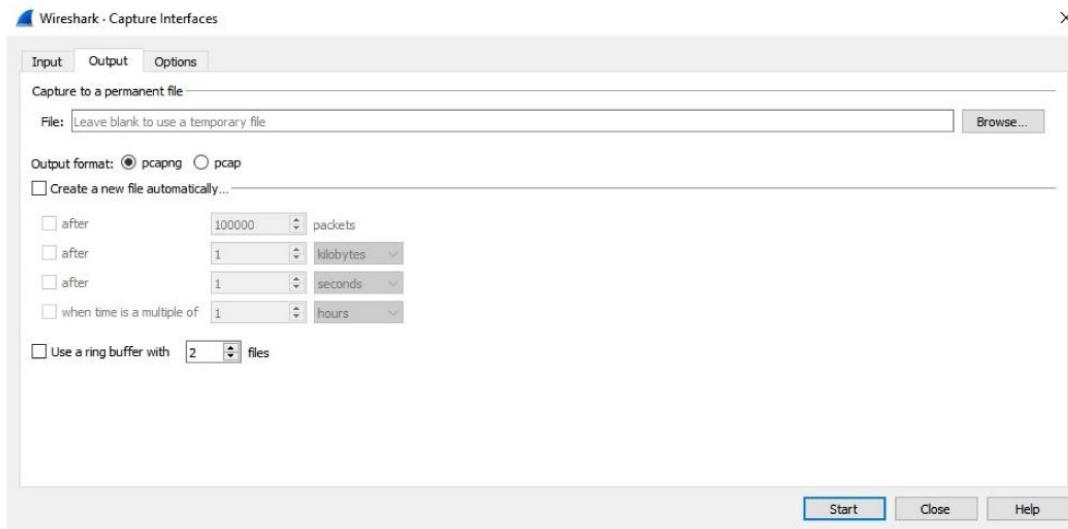 Wireshark · Capture Interfaces
Input Output Options
Capture to a permanent file
File: Leave blank to use a temporary file Browse...
Output format: pcapng pcap
Create a new file automatically...
after 100000 packets
after 1 kilobytes
after 1 seconds
when time is a multiple of 1 hours
Use a ring buffer with 2 files
Start Close Help